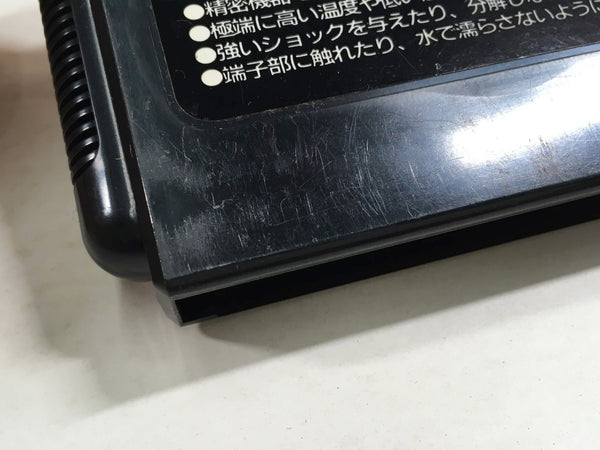 ●精密機器
●極端に高い温度や低い
●強いショックを与えたり、分解し
●端子部に触れたり、水で濡らさないように